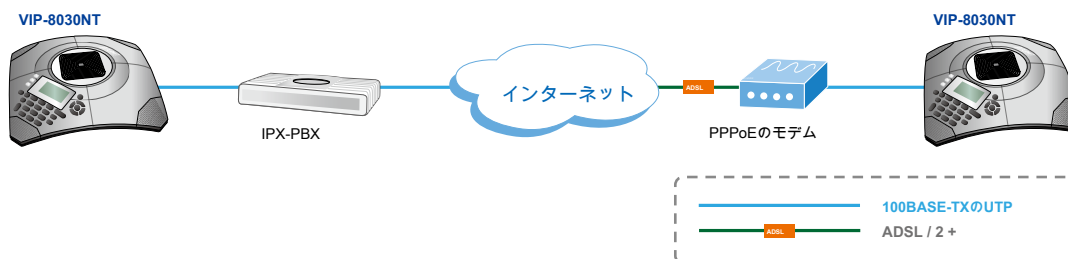 VIP-8030NT
VIP-8030NT
インターネット
ADSL
IPX-PBX
PPPoEのモデム
100BASE-TXのUTP
ADSL
ADSL / 2 +